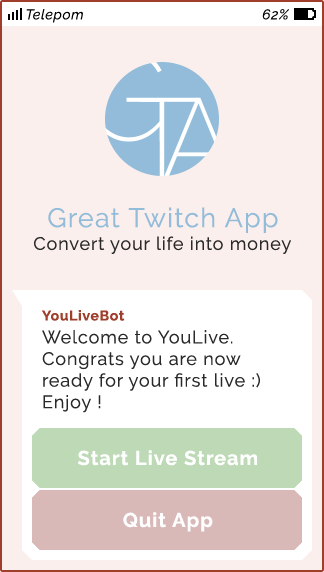 Telepom 62%
GTA
Great Twitch App
Convert your life into money
YouLiveBot
Welcome to YouLive.
Congrats you are now
ready for your first live :)
Enjoy !
Start Live Stream
Quit App